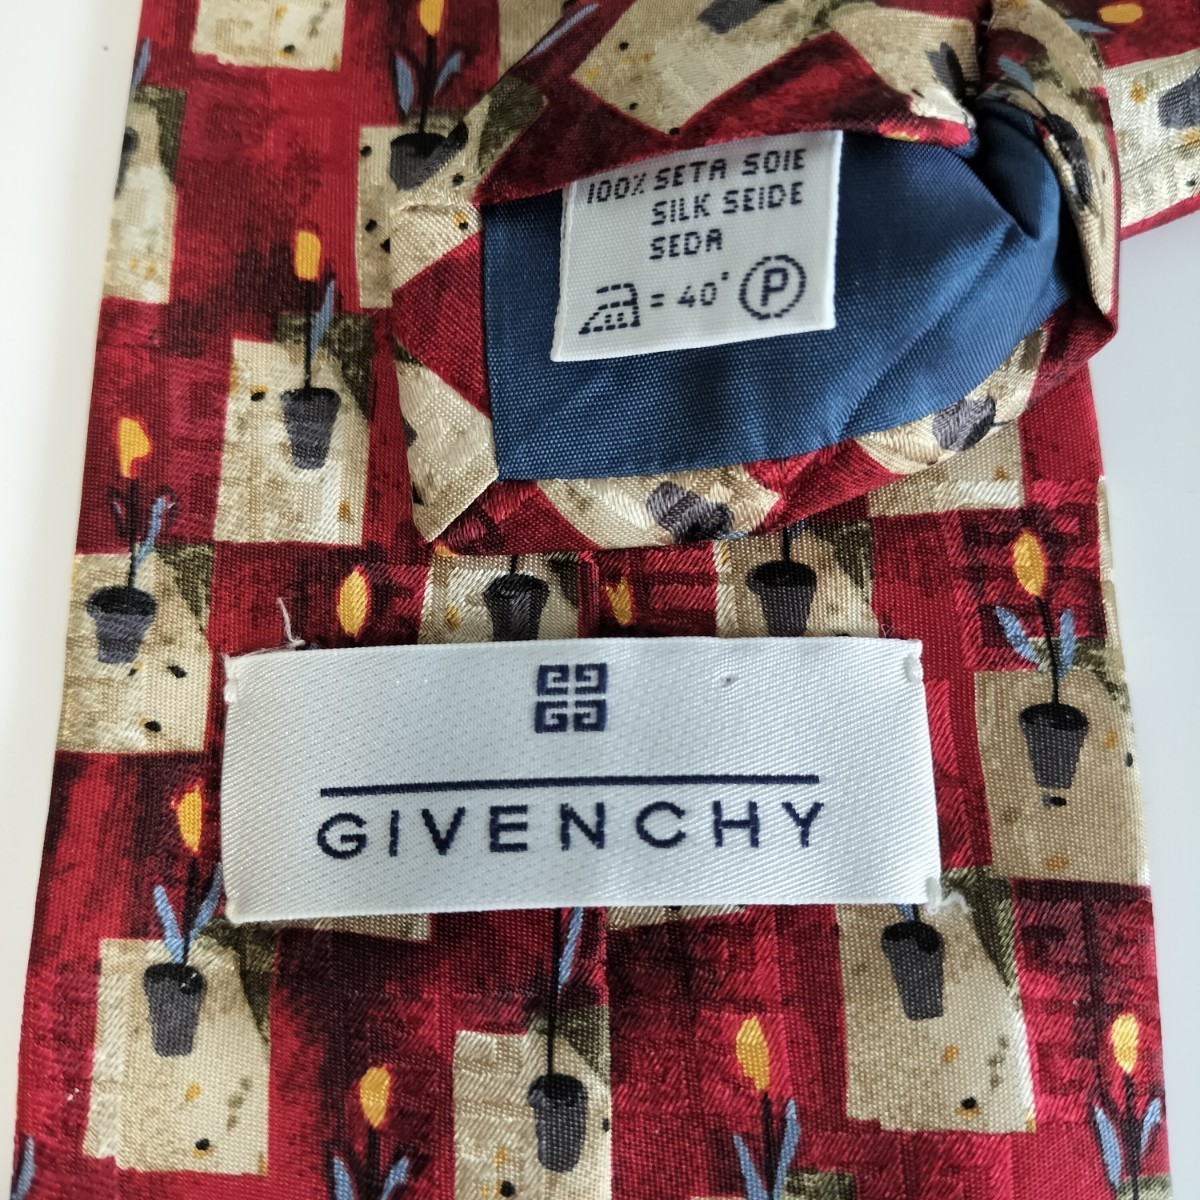 100% SETA SOIE
SILK SEIDE
SEDA
= 40° P
GIVENCHY